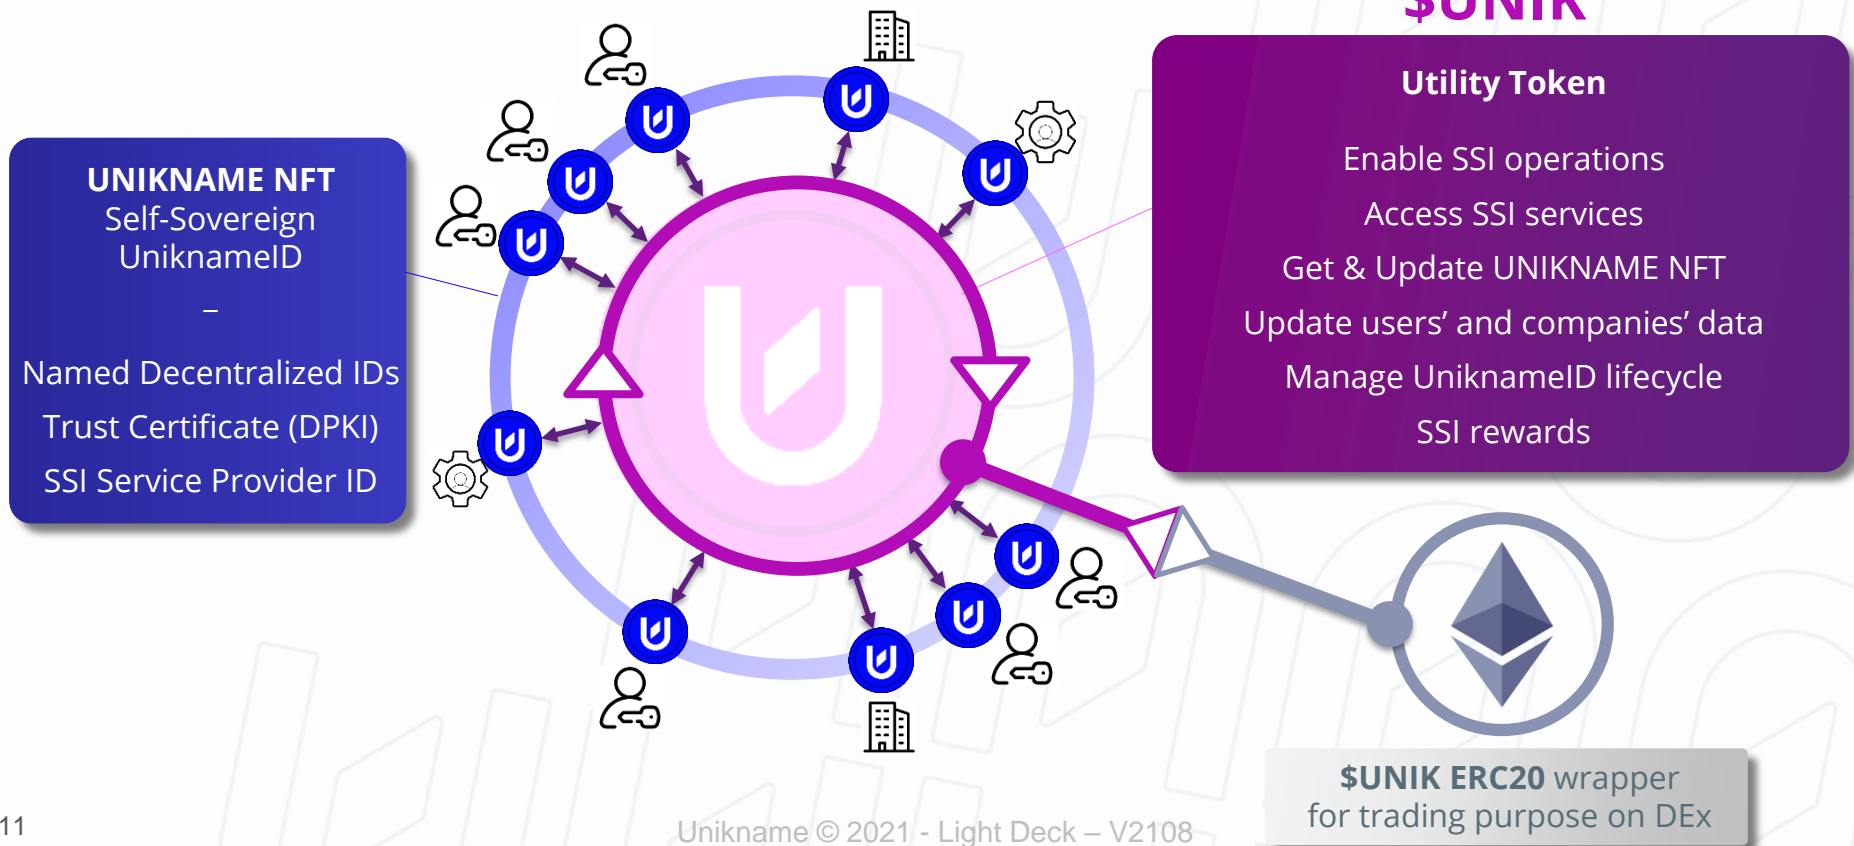 $UNIK
UNIKNAME NFT
Self-Sovereign
UniknameID
–
Named Decentralized IDs
Trust Certificate (DPKI)
SSI Service Provider ID
Utility Token
Enable SSI operations
Access SSI services
Get & Update UNIKNAME NFT
Update users’ and companies’ data
Manage UniknameID lifecycle
SSI rewards
$UNIK ERC20 wrapper
for trading purpose on DEx
11
Unikname © 2021 - Light Deck – V2108